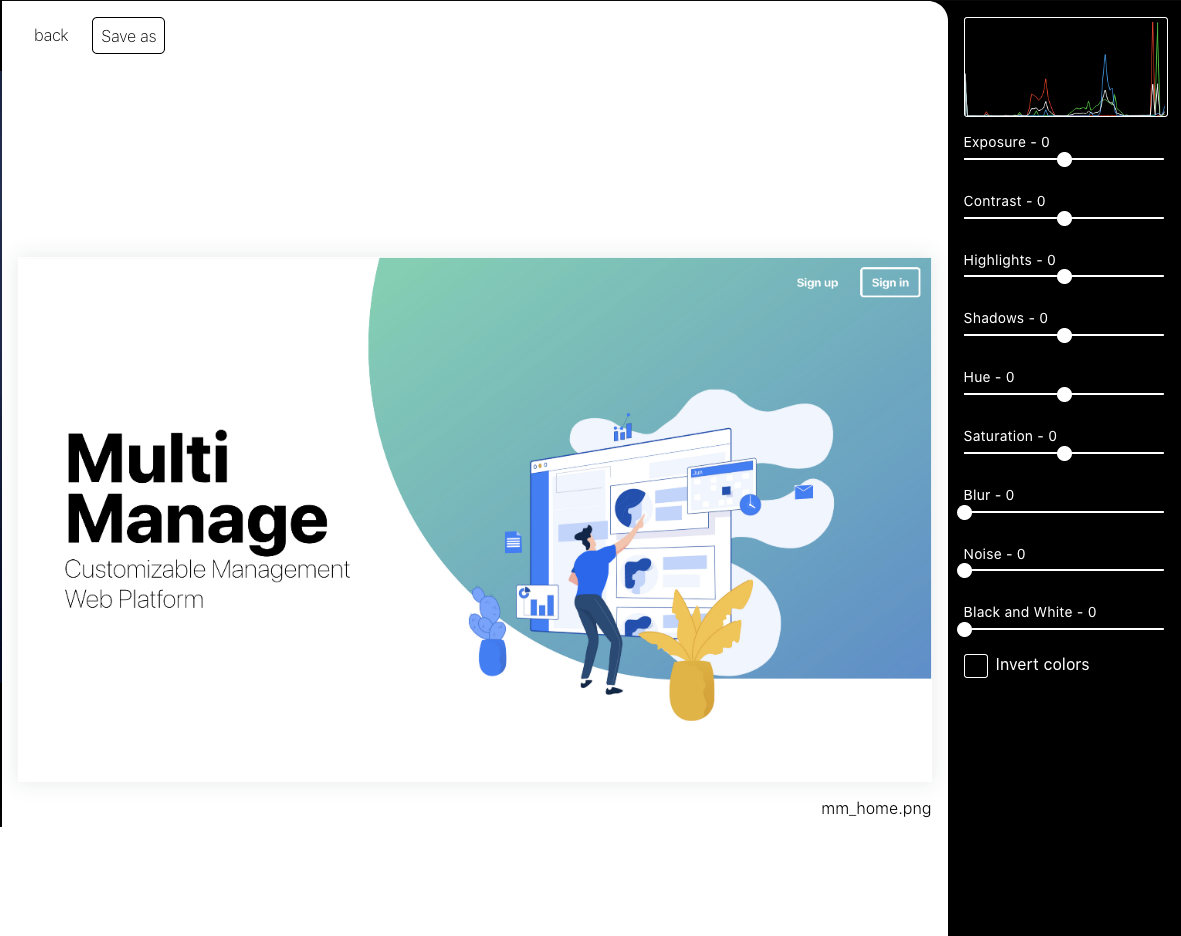 back
Save as
Exposure - 0
Contrast - 0
Highlights - 0
Shadows - 0
Hue - 0
Saturation - 0
Blur - 0
Noise - 0
Black and White - 0
Invert colors
Sign up
Sign in
Multi
Manage
Customizable Management
Web Platform
Jun
mm_home.png